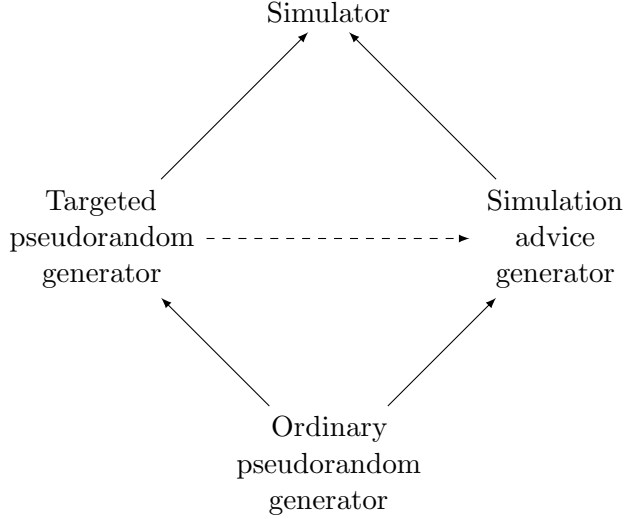 Simulator
Targeted
pseudorandom
generator
Simulation
advice
generator
Ordinary
pseudorandom
generator